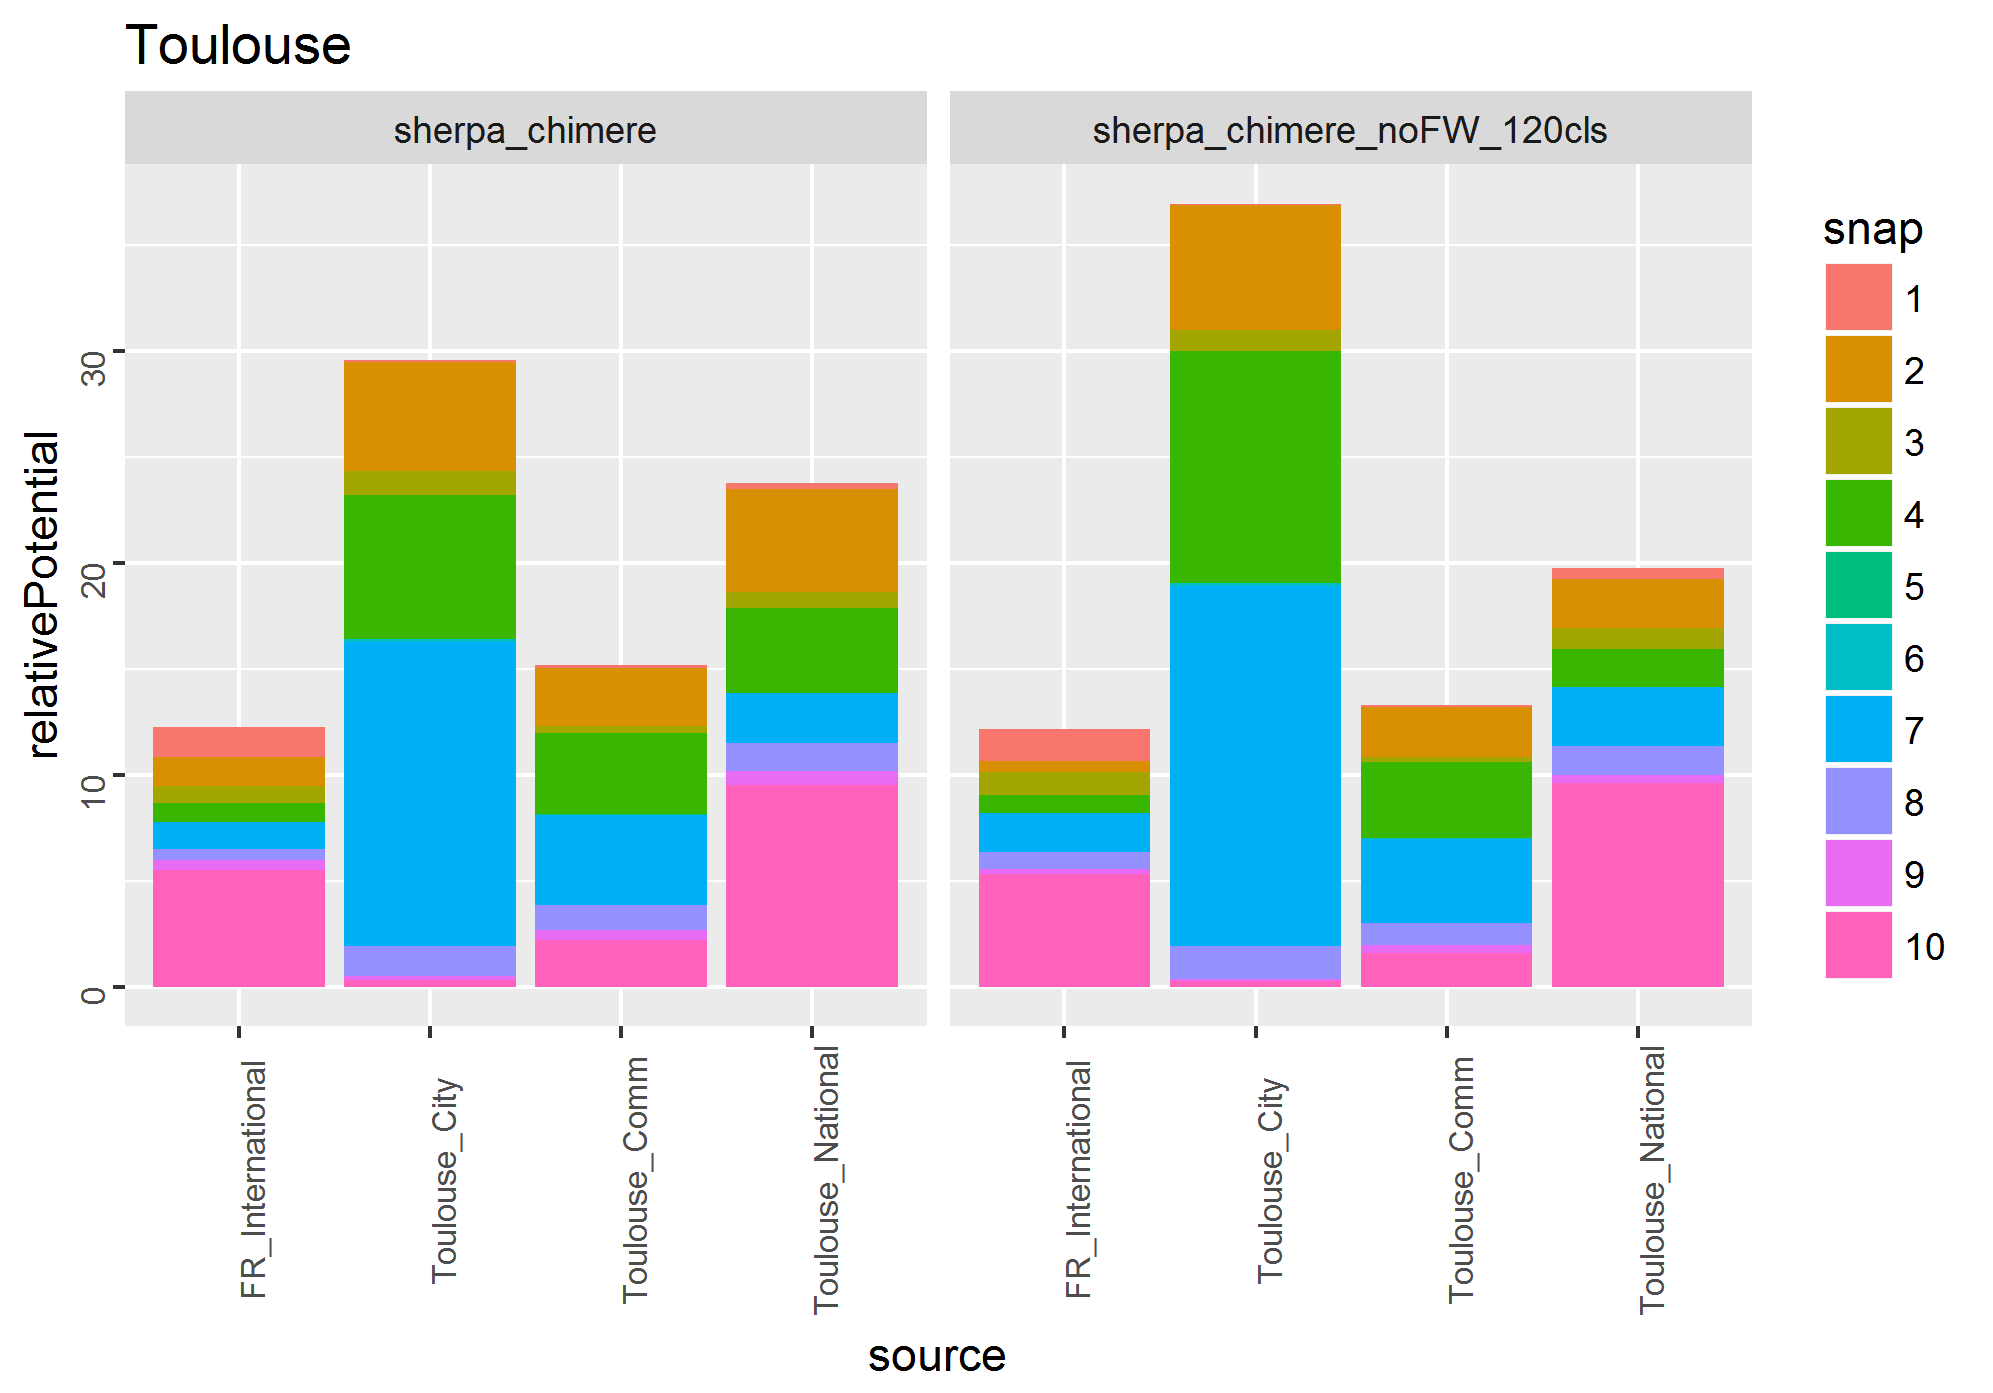 Toulouse
sherpa_chimere
sherpa_chimere_noFW_120cls
relativePotential
30
20
10
0
FR_International
Toulouse_City
Toulouse_Comm
Toulouse_National
FR_International
Toulouse_City
Toulouse_Comm
Toulouse_National
source
snap
1
2
3
4
5
6
7
8
9
10